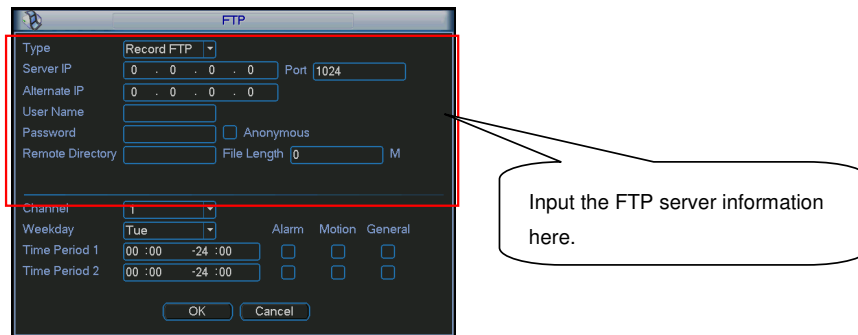 FTP
Type Record FTP
Server IP 0 . 0 . 0 . 0 Port 1024
Alternate IP 0 . 0 . 0 . 0
User Name
Password Anonymous
Remote Directory File Length 0 M
Channel 1
Weekday Tue Alarm Motion General
Time Period 1 00 :00 -24 :00
Time Period 2 00 :00 -24 :00
OK Cancel
Input the FTP server information
here.